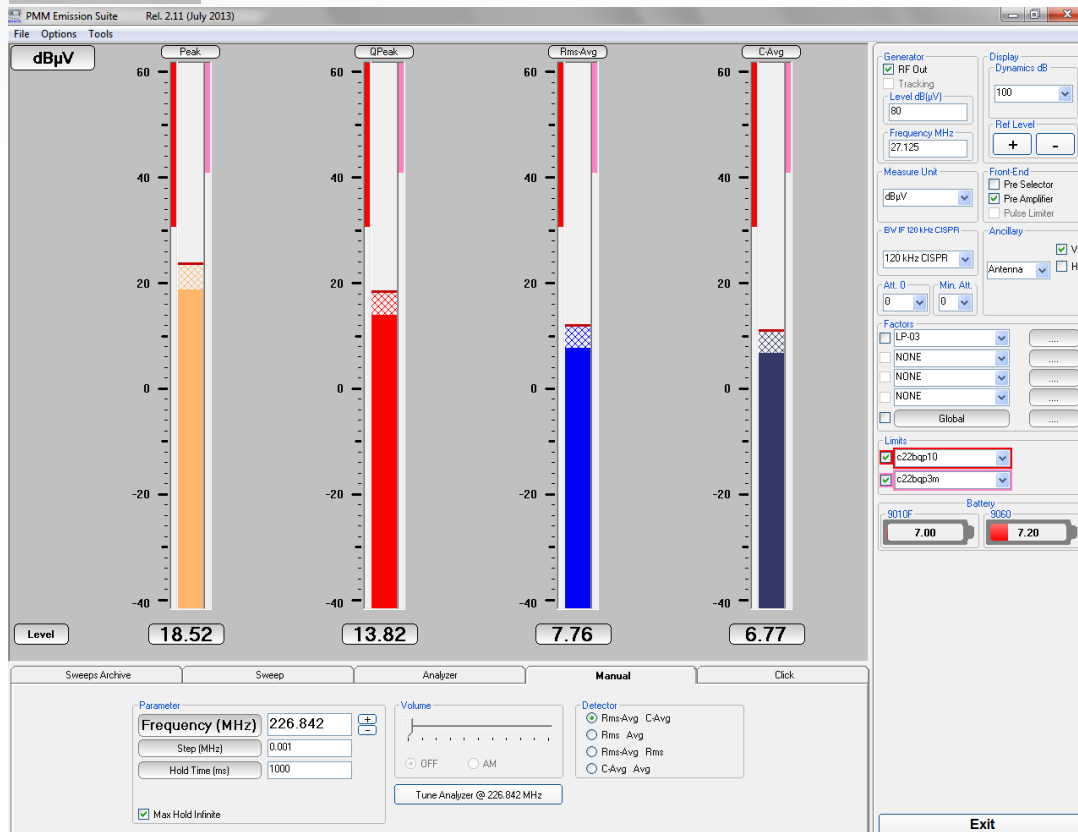 PMM Emission Suite Rel. 2.11 (July 2013)
File Options Tools
dBµV
Peak
QPeak
Rms-Avg
C-Avg
60
40
20
0
-20
-40
60
40
20
0
-20
-40
60
40
20
0
-20
-40
60
40
20
0
-20
-40
Level
18.52
13.82
7.76
6.77
Generator
RF Out
Tracking
Level dB(µV)
80
Frequency MHz
27.125
Display
Dynamics dB
100
Ref Level
+ -
Measure Unit
dBµV
Front-End
Pre Selector
Pre Amplifier
Pulse Limiter
BW IF 120 kHz CISPR
120 kHz CISPR
Ancillary
V
Antenna
H
Att. 0
0
Min. Att.
0
Factors
LP-03 ....
NONE ....
NONE ....
NONE ....
Global ....
Limits
c22bqp10
c22bqp3m
Battery
9010F
7.00
9060
7.20
Sweeps Archive Sweep Analyzer Manual Click
Parameter
Frequency (MHz) 226.842 + -
Step (MHz) 0.001
Hold Time (ms) 1000
Max Hold Infinite
Volume
OFF AM
Tune Analyzer @ 226.842 MHz
Detector
Rms-Avg C-Avg
Rms Avg
Rms-Avg Rms
C-Avg Avg
Exit